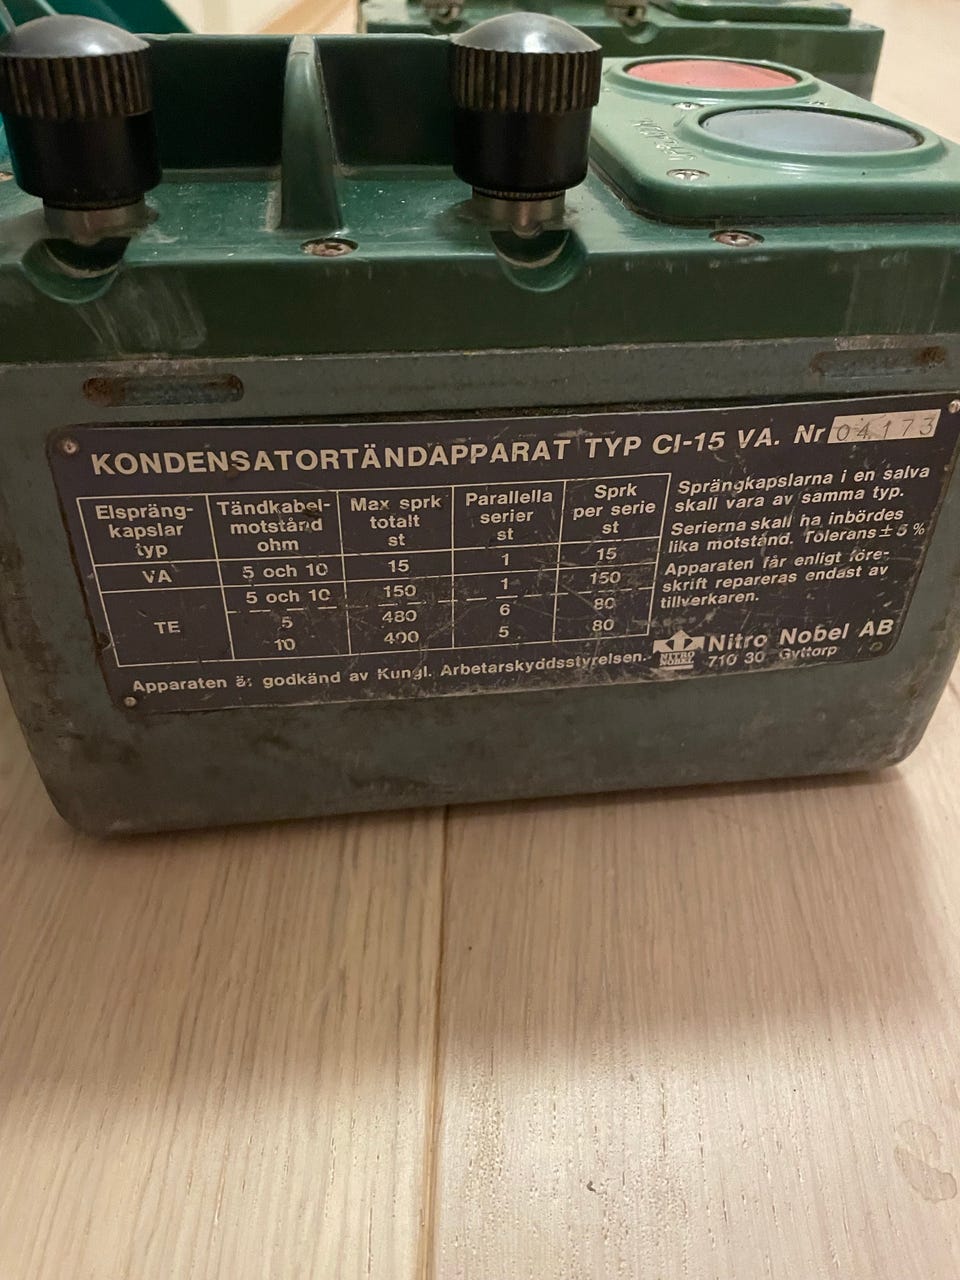 KONDENSATORTÄNDAPPARAT TYP CI-15 VA. Nr 04173
Elspräng-
kapslar
typ
Tändkabel-
motstånd
ohm
Max sprk
totalt
st
Parallella
serier
st
Sprk
per serie
st
VA 5 och 10 15 1 15
TE
5 och 10 150 1 150
5 480 6 80
10 400 5 80
Sprängkapslarna i en salva
skall vara av samma typ.
Serierna skall ha inbördes
lika motstånd. Tolerans ± 5 %
Apparaten får enligt före-
skrift repareras endast av
tillverkaren.
NITRO
NOBEL
Nitro Nobel AB
710 30 Gyttorp
Apparaten är godkänd av Kungl. Arbetarskyddsstyrelsen.